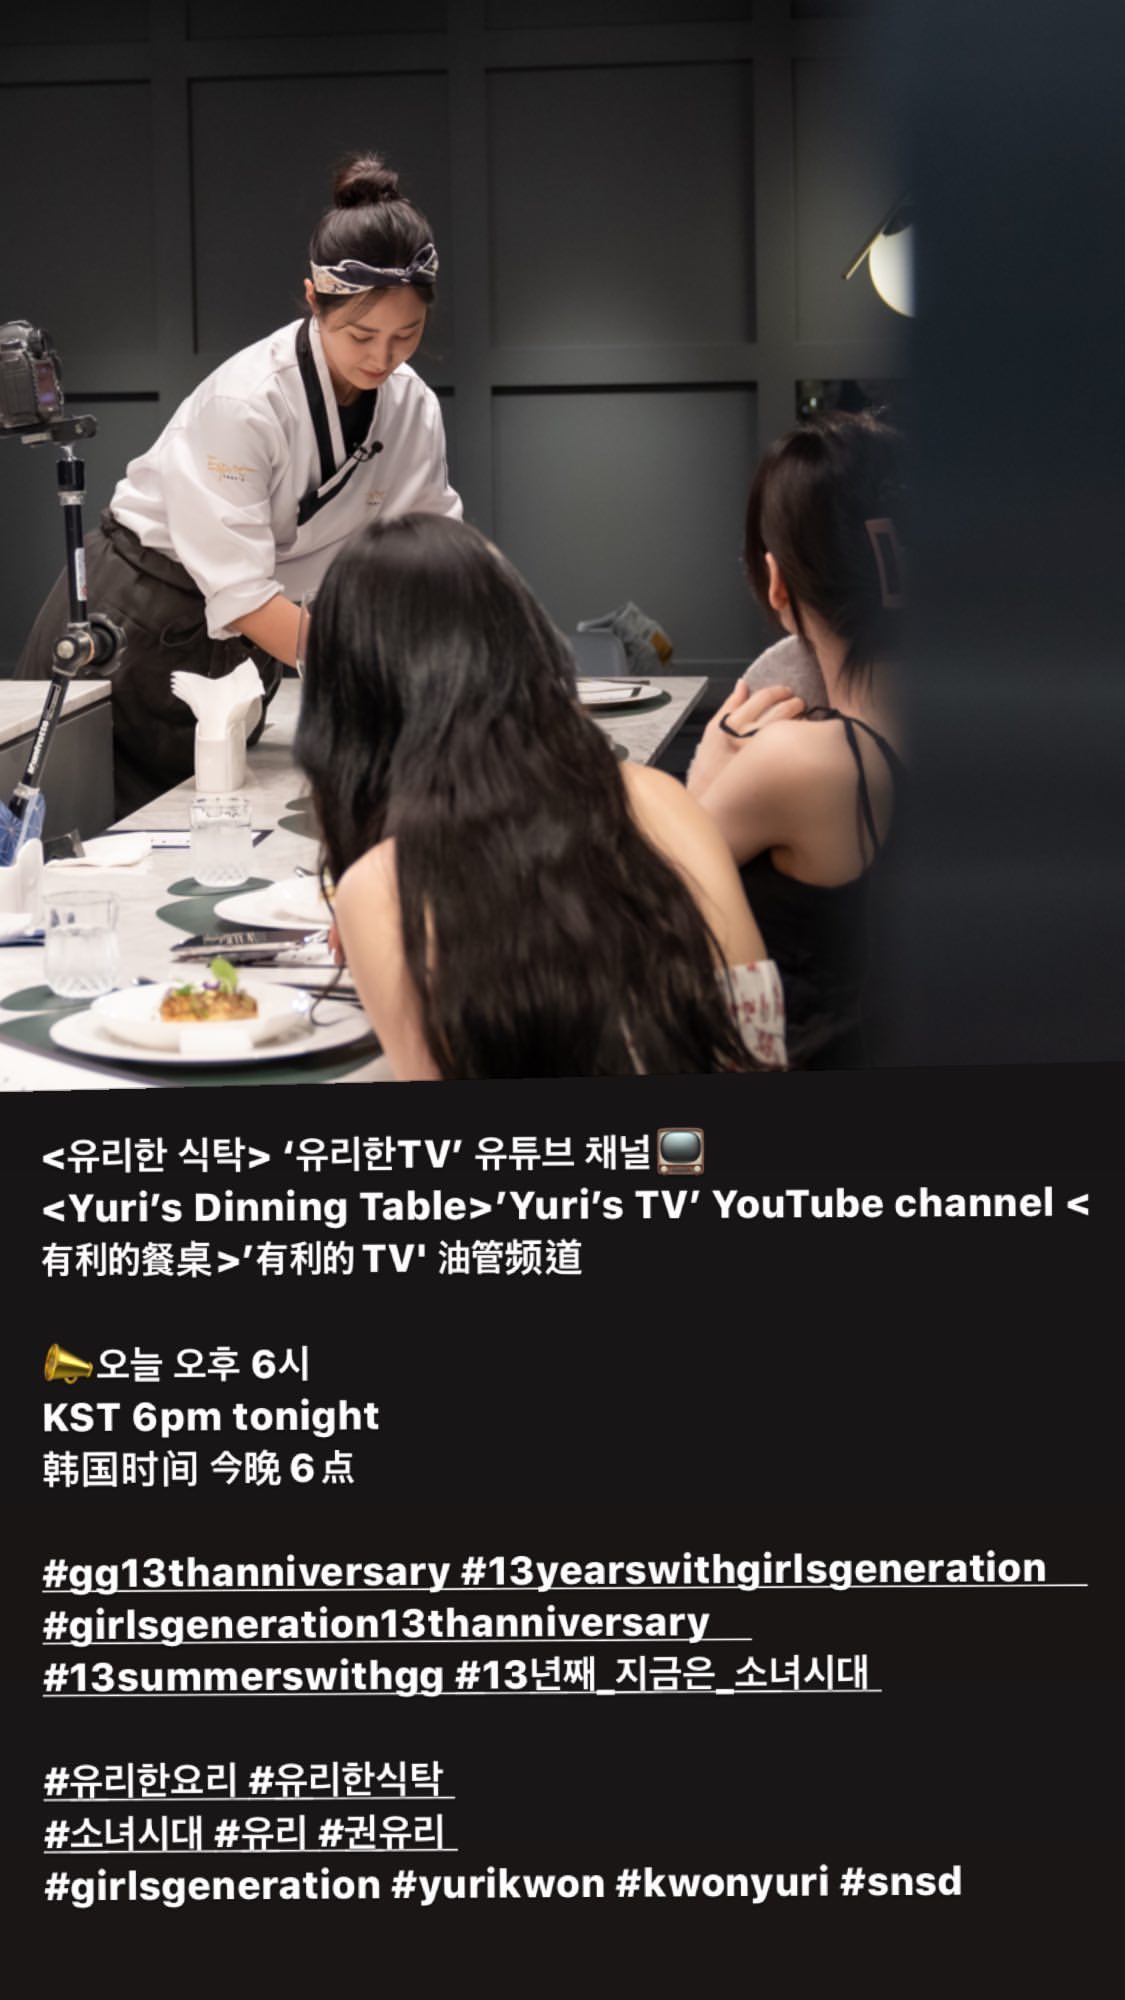 <유리한 식탁> ‘유리한TV’ 유튜브 채널📺
<Yuri’s Dinning Table>’Yuri’s TV’ YouTube channel <
有利的餐桌>’有利的 TV' 油管频道
📣오늘 오후 6시
KST 6pm tonight
韩国时间 今晚 6 点
#gg13thanniversary #13yearswithgirlsgeneration
#girlsgeneration13thanniversary
#13summerswithgg #13년째_지금은_소녀시대
#유리한요리 #유리한식탁
#소녀시대 #유리 #권유리
#girlsgeneration #yurikwon #kwonyuri #snsd